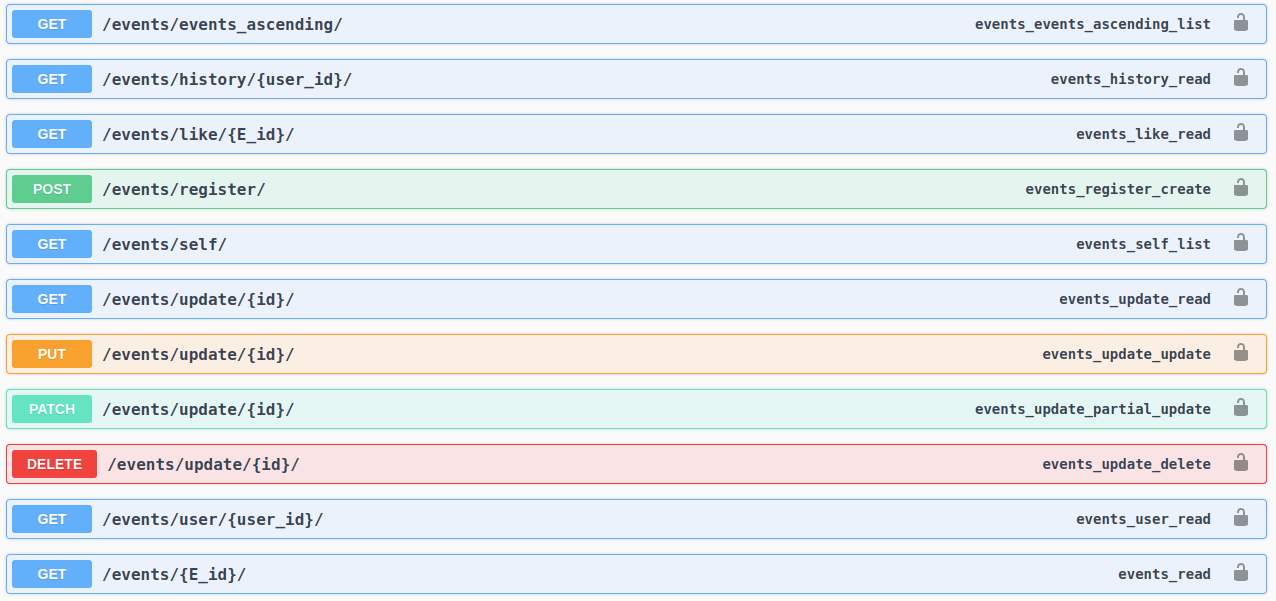 GET /events/events_ascending/ events_events_ascending_list
GET /events/history/{user_id}/ events_history_read
GET /events/like/{E_id}/ events_like_read
POST /events/register/ events_register_create
GET /events/self/ events_self_list
GET /events/update/{id}/ events_update_read
PUT /events/update/{id}/ events_update_update
PATCH /events/update/{id}/ events_update_partial_update
DELETE /events/update/{id}/ events_update_delete
GET /events/user/{user_id}/ events_user_read
GET /events/{E_id}/ events_read